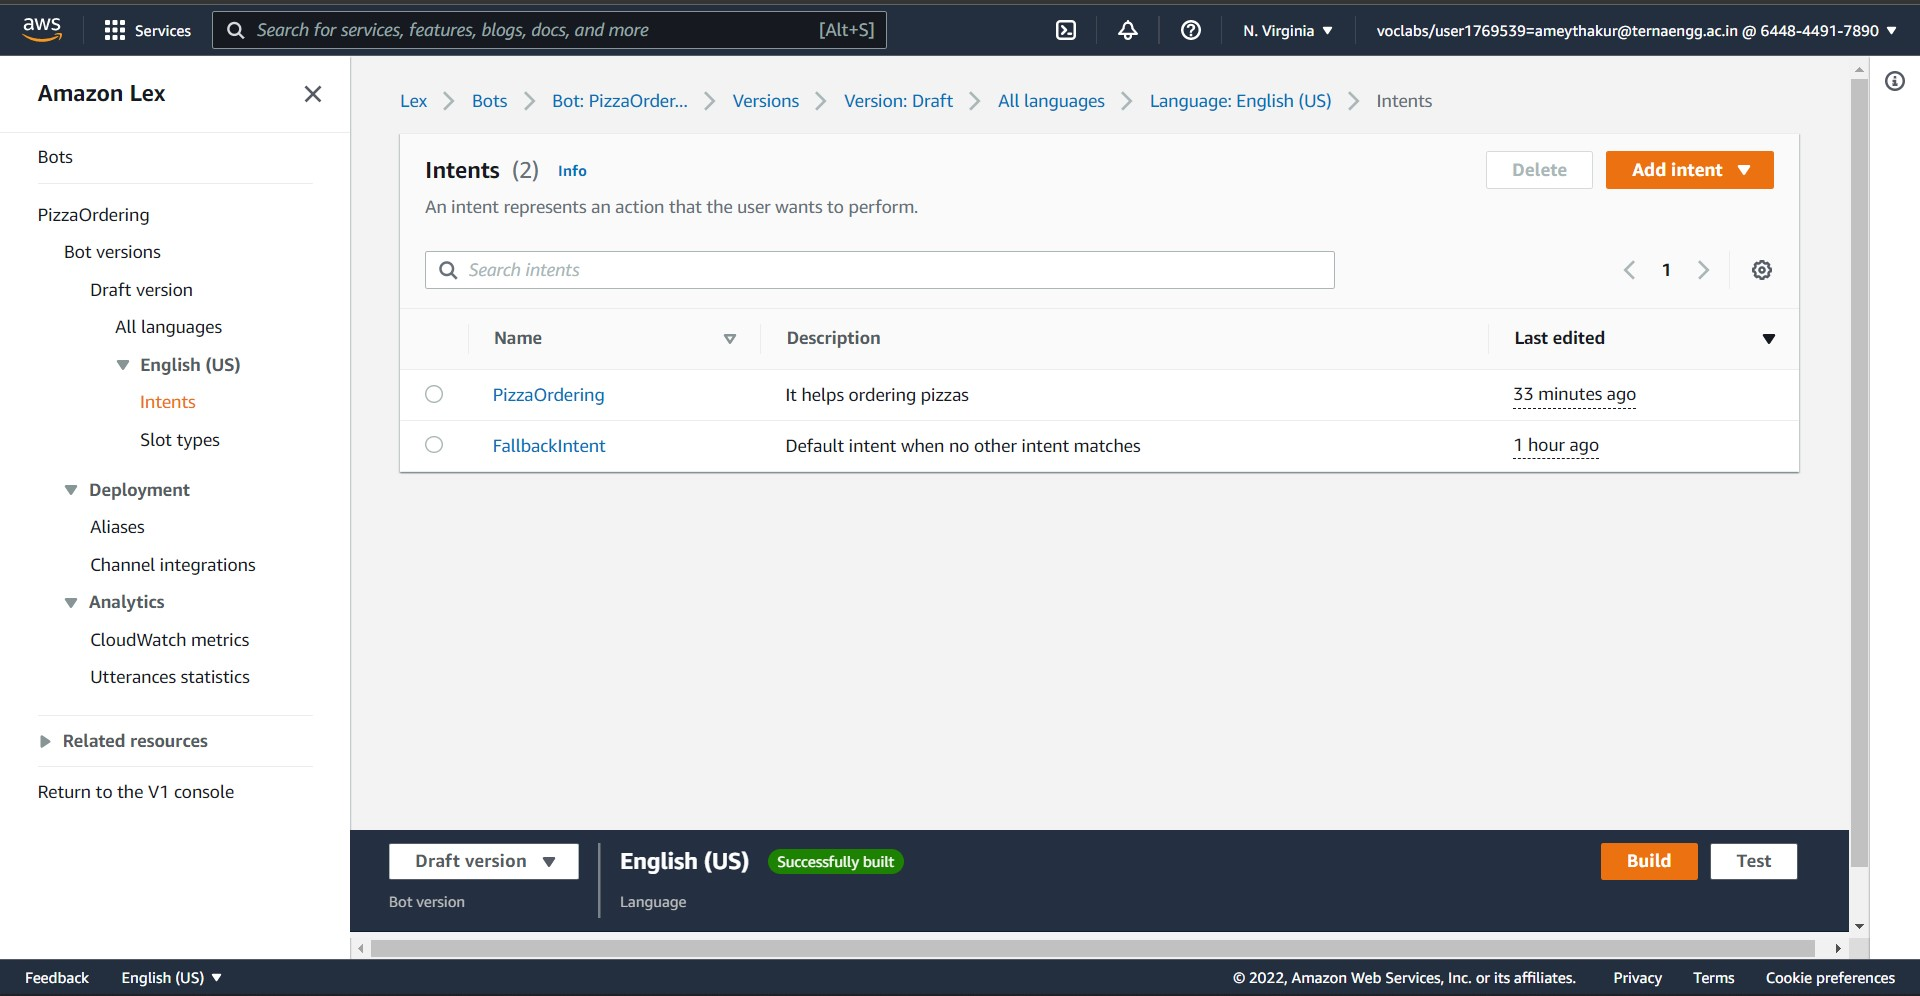 aws
Services
Search for services, features, blogs, docs, and more
[Alt+S]
N. Virginia
voclabs/user1769539=ameythakur@ternaengg.ac.in @ 6448-4491-7890
Amazon Lex
Bots
PizzaOrdering
Bot versions
Draft version
All languages
English (US)
Intents
Slot types
Deployment
Aliases
Channel integrations
Analytics
CloudWatch metrics
Utterances statistics
Related resources
Return to the V1 console
Lex
Bots
Bot: PizzaOrder...
Versions
Version: Draft
All languages
Language: English (US)
Intents
Intents (2) Info
Delete
Add intent
An intent represents an action that the user wants to perform.
Search intents
1
Name
Description
Last edited
PizzaOrdering
It helps ordering pizzas
33 minutes ago
FallbackIntent
Default intent when no other intent matches
1 hour ago
Draft version
Bot version
English (US)
Successfully built
Language
Build
Test
Feedback
English (US)
© 2022, Amazon Web Services, Inc. or its affiliates.
Privacy
Terms
Cookie preferences